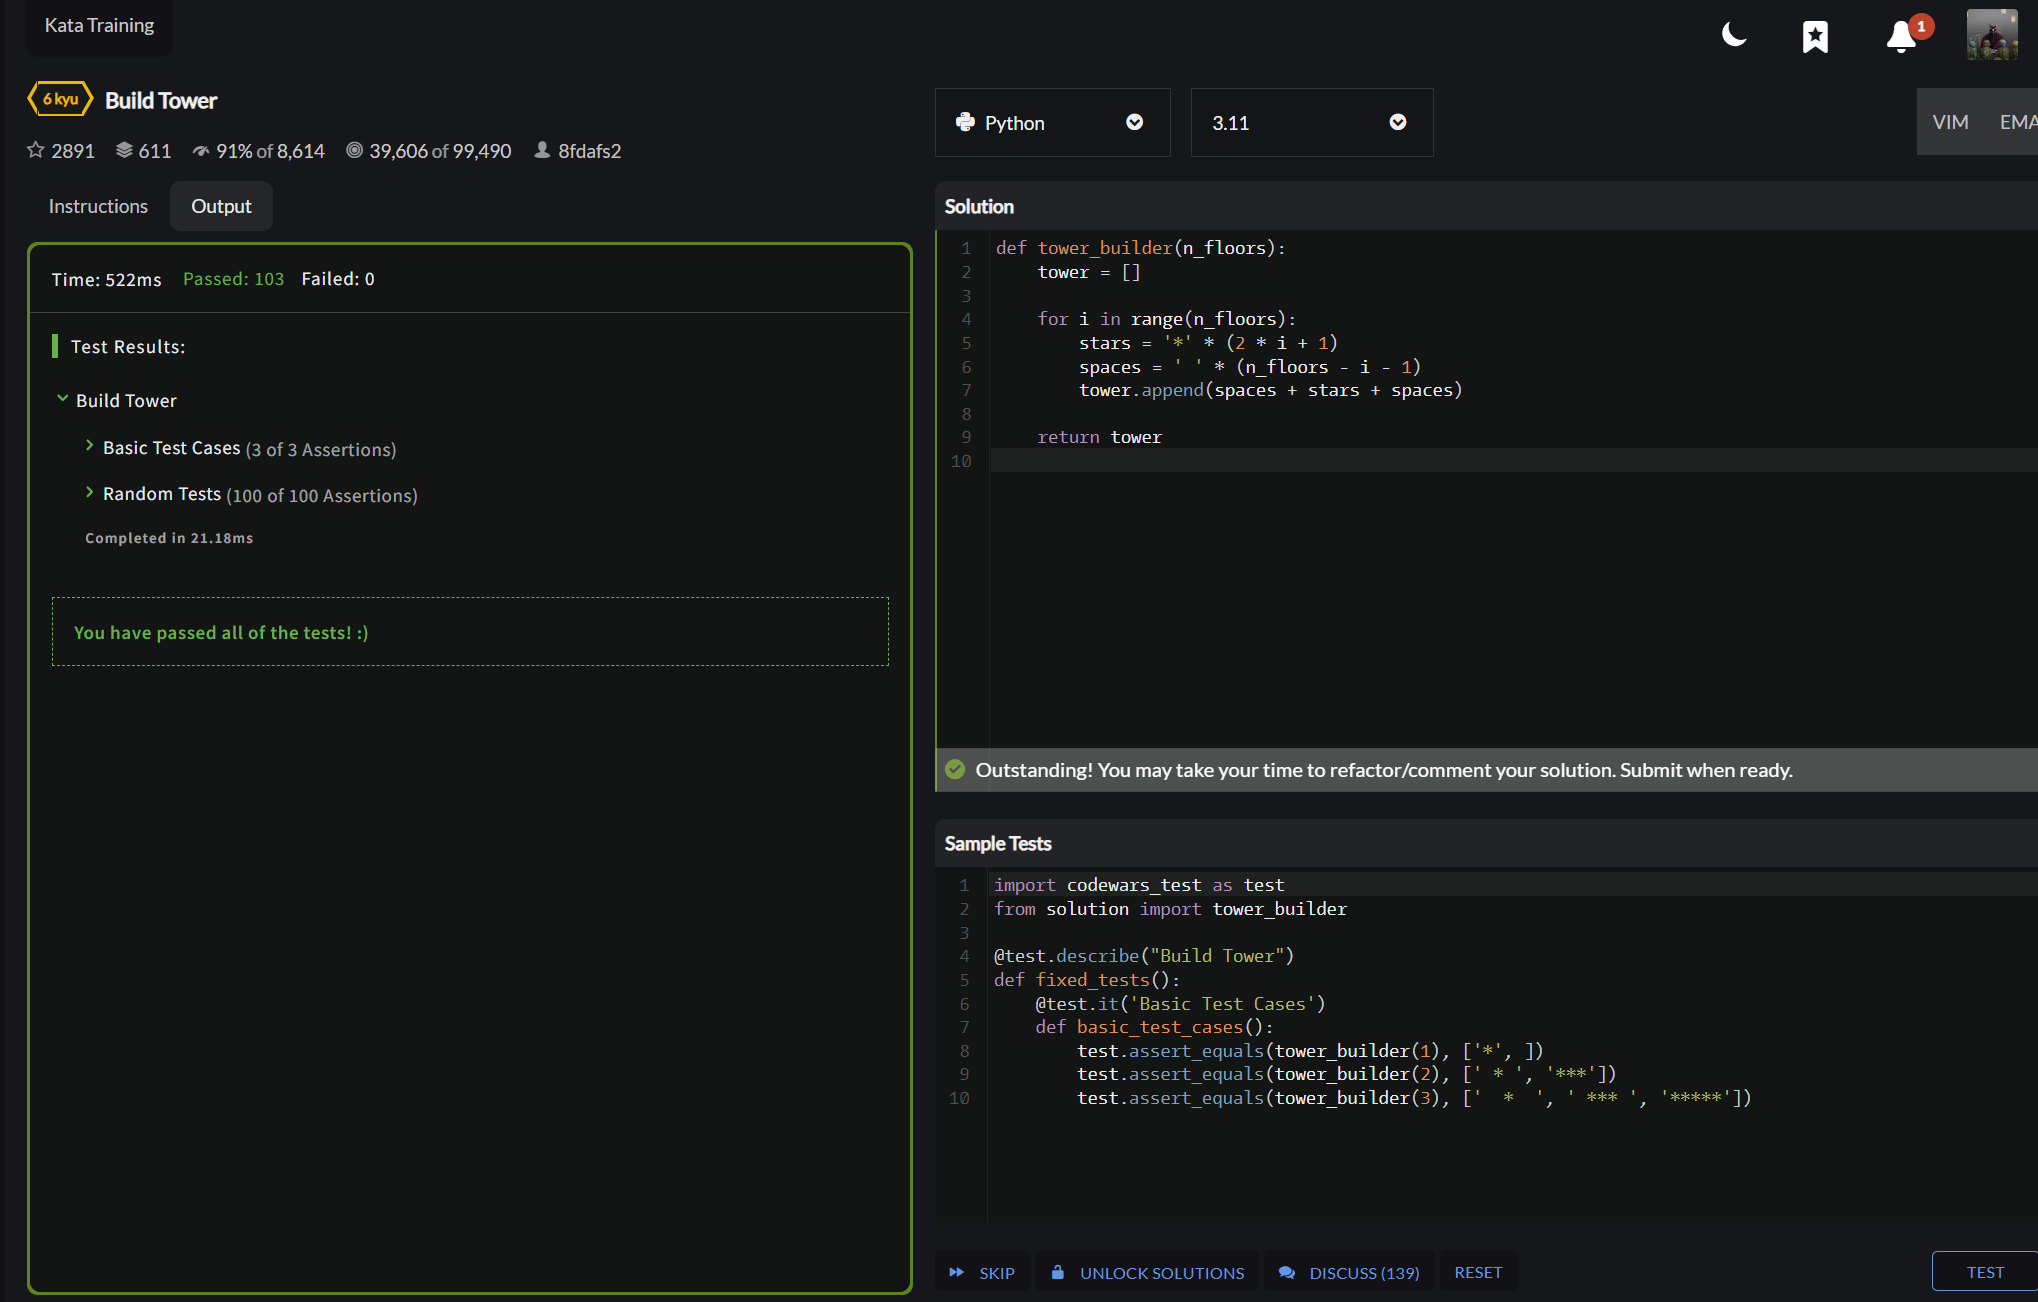 Kata Training
1
6 kyu Build Tower
2891 611 91% of 8,614 39,606 of 99,490 8fdafs2
Python 3.11 VIM EMA
Instructions Output
Time: 522ms Passed: 103 Failed: 0
Test Results:
Build Tower
Basic Test Cases (3 of 3 Assertions)
Random Tests (100 of 100 Assertions)
Completed in 21.18ms
You have passed all of the tests! :)
Solution
1 def tower_builder(n_floors):
2     tower = []
3
4     for i in range(n_floors):
5         stars = '*' * (2 * i + 1)
6         spaces = ' ' * (n_floors - i - 1)
7         tower.append(spaces + stars + spaces)
8
9     return tower
10
Outstanding! You may take your time to refactor/comment your solution. Submit when ready.
Sample Tests
1 import codewars_test as test
2 from solution import tower_builder
3
4 @test.describe("Build Tower")
5 def fixed_tests():
6     @test.it('Basic Test Cases')
7     def basic_test_cases():
8         test.assert_equals(tower_builder(1), ['*', ])
9         test.assert_equals(tower_builder(2), [' * ', '***'])
10         test.assert_equals(tower_builder(3), ['  *  ', ' *** ', '*****'])
SKIP UNLOCK SOLUTIONS DISCUSS (139) RESET TEST